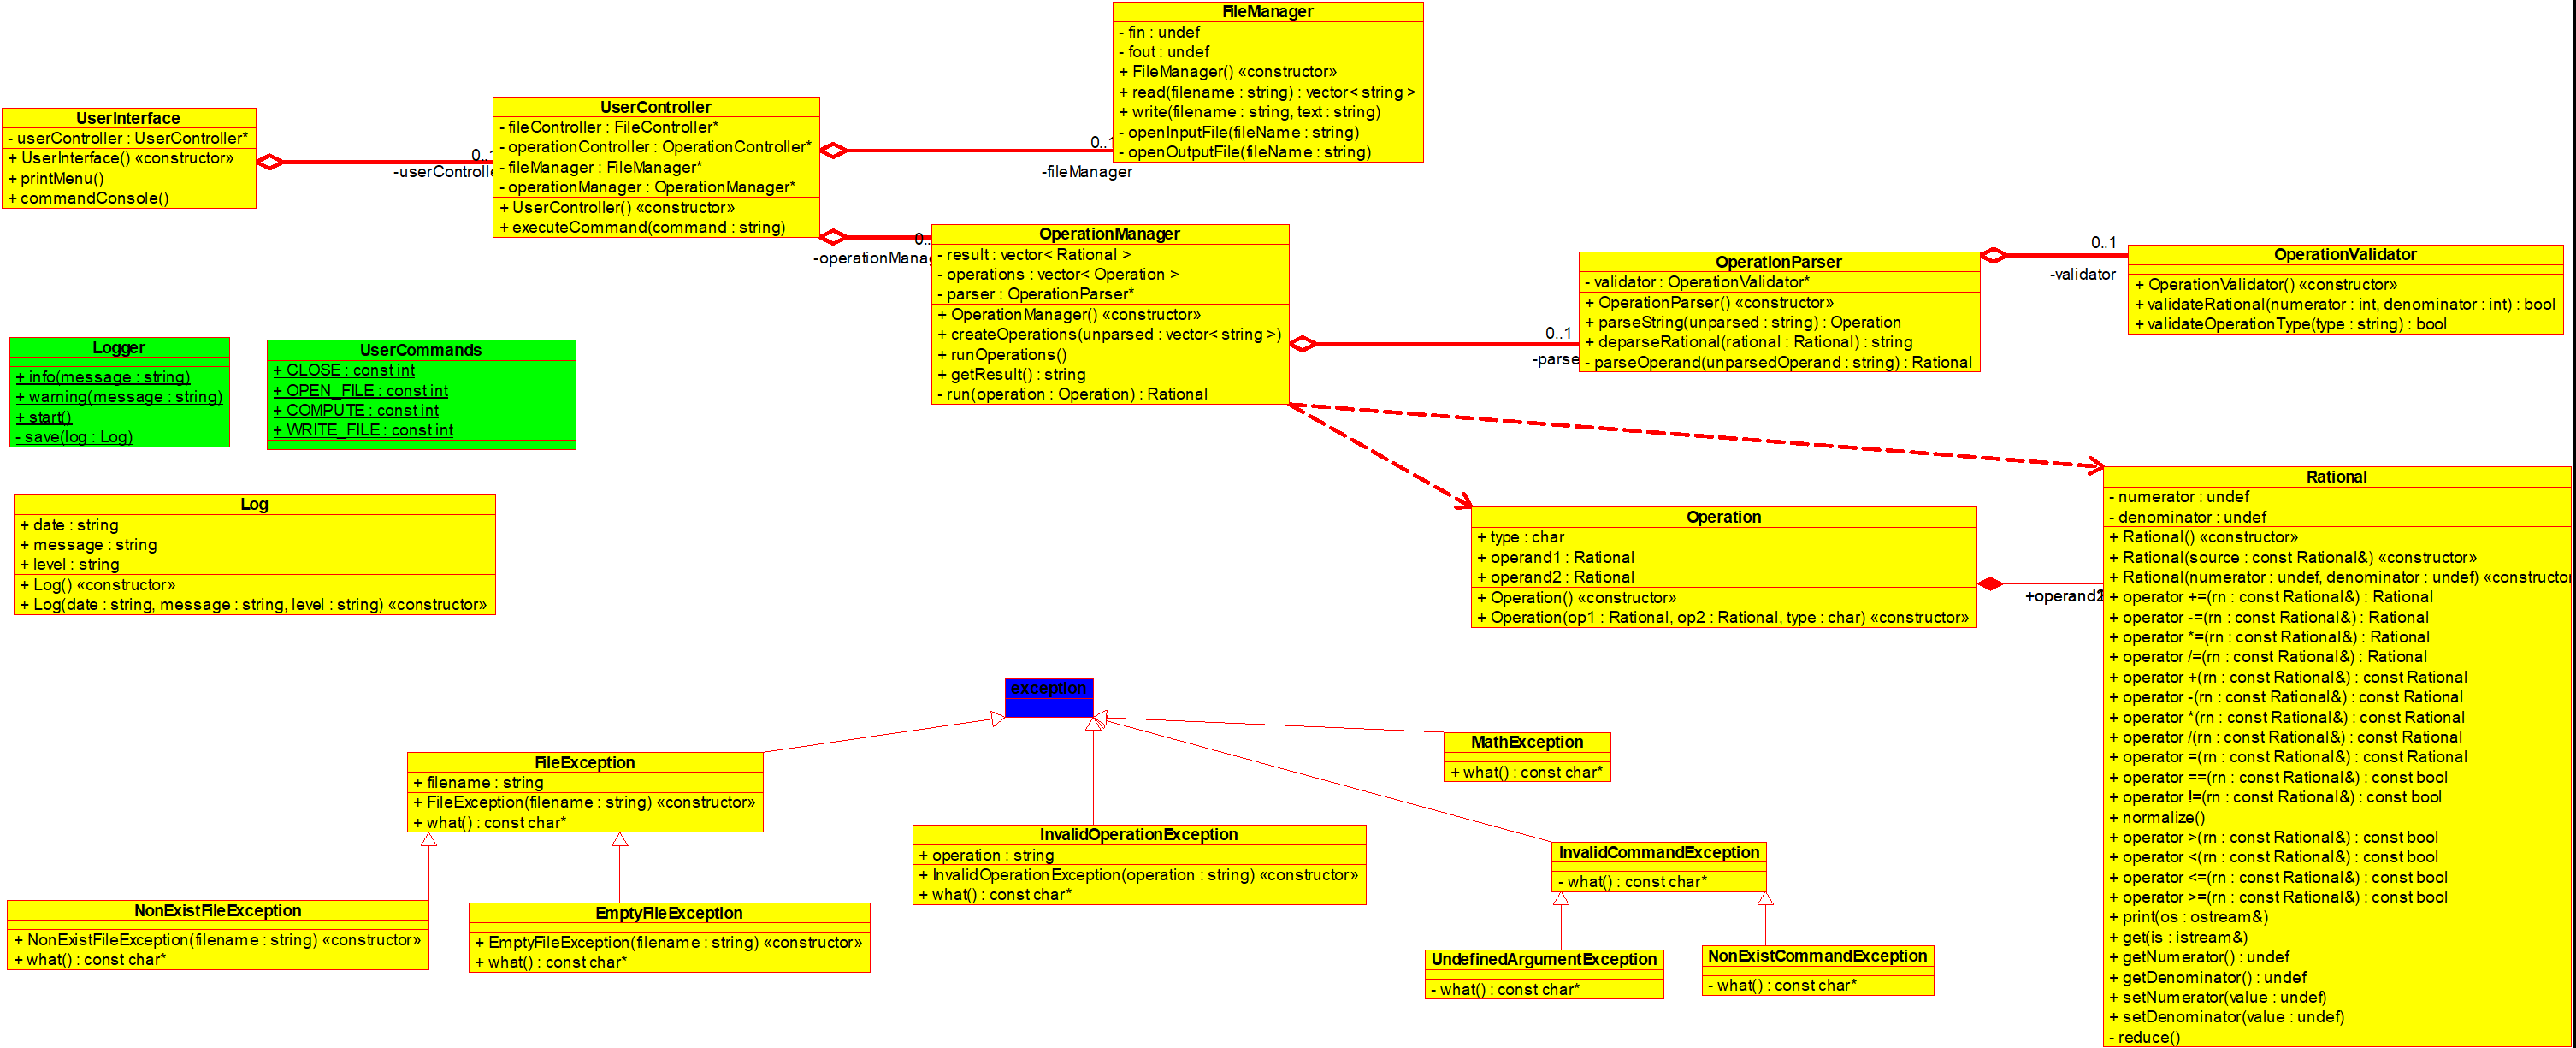 FileManager
- fin : undef
- fout : undef
+ FileManager() «constructor»
+ read(filename : string) : vector< string >
+ write(filename : string, text : string)
- openInputFile(fileName : string)
- openOutputFile(fileName : string)
UserInterface
- userController : UserController*
+ UserInterface() «constructor»
+ printMenu()
+ commandConsole()
0..1
-userControlle
UserController
- fileController : FileController*
- operationController : OperationController*
- fileManager : FileManager*
- operationManager : OperationManager*
+ UserController() «constructor»
+ executeCommand(command : string)
0..1
-fileManager
0..
-operationManag
OperationManager
- result : vector< Rational >
- operations : vector< Operation >
- parser : OperationParser*
+ OperationManager() «constructor»
+ createOperations(unparsed : vector< string >)
+ runOperations()
+ getResult() : string
- run(operation : Operation) : Rational
0..1
-parse
OperationParser
- validator : OperationValidator*
+ OperationParser() «constructor»
+ parseString(unparsed : string) : Operation
+ deparseRational(rational : Rational) : string
- parseOperand(unparsedOperand : string) : Rational
0..1
-validator
OperationValidator
+ OperationValidator() «constructor»
+ validateRational(numerator : int, denominator : int) : bool
+ validateOperationType(type : string) : bool
Logger
+ info(message : string)
+ warning(message : string)
+ start()
- save(log : Log)
UserCommands
+ CLOSE : const int
+ OPEN_FILE : const int
+ COMPUTE : const int
+ WRITE_FILE : const int
Log
+ date : string
+ message : string
+ level : string
+ Log() «constructor»
+ Log(date : string, message : string, level : string) «constructor»
Operation
+ type : char
+ operand1 : Rational
+ operand2 : Rational
+ Operation() «constructor»
+ Operation(op1 : Rational, op2 : Rational, type : char) «constructor»
+operand2
Rational
- numerator : undef
- denominator : undef
+ Rational() «constructor»
+ Rational(source : const Rational&) «constructor»
+ Rational(numerator : undef, denominator : undef) «constructor
+ operator +=(rn : const Rational&) : Rational
+ operator -=(rn : const Rational&) : Rational
+ operator *=(rn : const Rational&) : Rational
+ operator /=(rn : const Rational&) : Rational
+ operator +(rn : const Rational&) : const Rational
+ operator -(rn : const Rational&) : const Rational
+ operator *(rn : const Rational&) : const Rational
+ operator /(rn : const Rational&) : const Rational
+ operator =(rn : const Rational&) : const Rational
+ operator ==(rn : const Rational&) : const bool
+ operator !=(rn : const Rational&) : const bool
+ normalize()
+ operator >(rn : const Rational&) : const bool
+ operator <(rn : const Rational&) : const bool
+ operator <=(rn : const Rational&) : const bool
+ operator >=(rn : const Rational&) : const bool
+ print(os : ostream&)
+ get(is : istream&)
+ getNumerator() : undef
+ getDenominator() : undef
+ setNumerator(value : undef)
+ setDenominator(value : undef)
- reduce()
exception
FileException
+ filename : string
+ FileException(filename : string) «constructor»
+ what() : const char*
MathException
+ what() : const char*
InvalidOperationException
+ operation : string
+ InvalidOperationException(operation : string) «constructor»
+ what() : const char*
InvalidCommandException
- what() : const char*
NonExistFileException
+ NonExistFileException(filename : string) «constructor»
+ what() : const char*
EmptyFileException
+ EmptyFileException(filename : string) «constructor»
+ what() : const char*
UndefinedArgumentException
- what() : const char*
NonExistCommandException
- what() : const char*